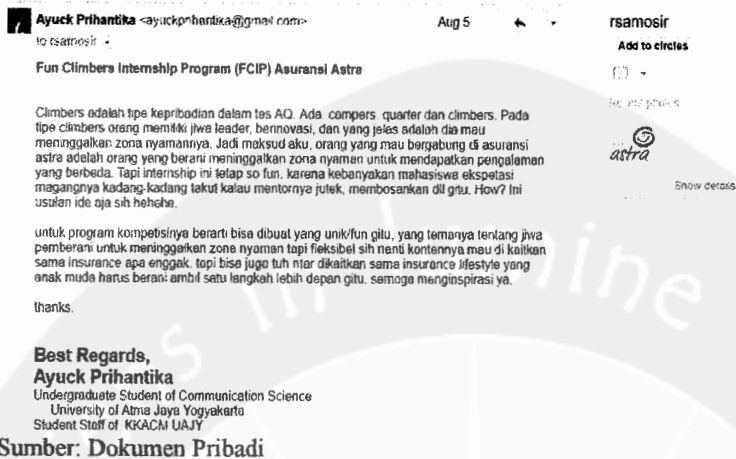 Ayuck Prihantika <ayuckprihantika@gmail.com>
Aug 5
rsamosir
to rsamosir
Add to circles
Fun Climbers Internship Program (FCIP) Asuransi Astra
Climbers adalah tipe kepribadian dalam tes AQ. Ada campers, quarter dan climbers. Pada
tipe climbers orang memiliki jiwa leader, berinovasi, dan yang jelas adalah dia mau
meninggalkan zona nyamannya. Jadi maksud aku, orang yang mau bergabung di asuransi
astra adalah orang yang berani meninggalkan zona nyaman untuk mendapatkan pengalaman
yang berbeda. Tapi internship ini tetap so fun. karena kebanyakan mahasiswa ekspetasi
magangnya kadang-kadang takut kalau mentornya jutek, membosankan dll gitu. How? Ini
usulan ide aja sih hehehe.
astra
Show details
untuk program kompetisinya berarti bisa dibuat yang unik/fun gitu, yang temanya tentang jiwa
pemberani untuk meninggalkan zona nyaman tapi fleksibel sih nanti kontennya mau di kaitkan
sama insurance apa enggak. tapi bisa juga tuh ntar dikaitkan sama insurance lifestyle yang
anak muda harus berani ambil satu langkah lebih depan gitu. semoga menginspirasi ya.
thanks.
Best Regards,
Ayuck Prihantika
Undergraduate Student of Communication Science
University of Atma Jaya Yogyakarta
Student Staff of KKACM UAJY
Sumber: Dokumen Pribadi